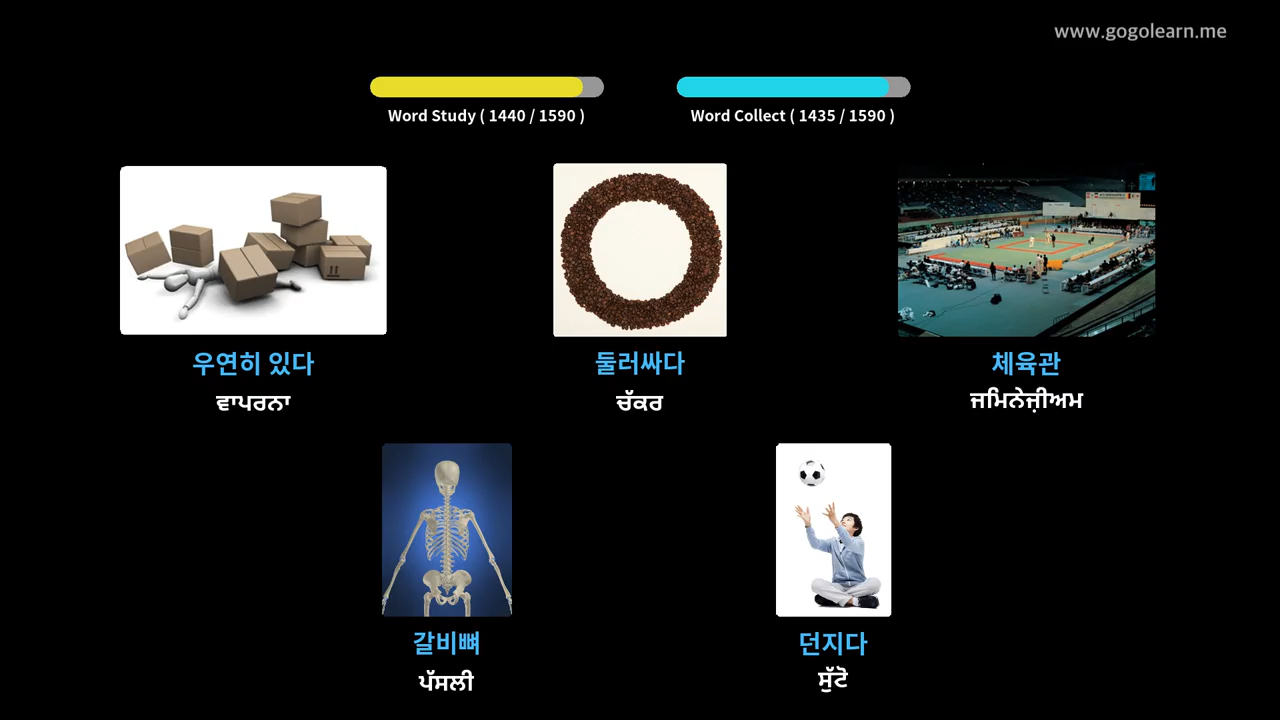 www.gogolearn.me
Word Study ( 1440 / 1590 )
Word Collect ( 1435 / 1590 )
우연히 있다
ਵਾਪਰਨਾ
둘러싸다
ਚੱਕਰ
체육관
ਜਮਿਨੇਜ਼ੀਅਮ
갈비뼈
ਪੱਸਲੀ
던지다
ਸੁੱਟੋ